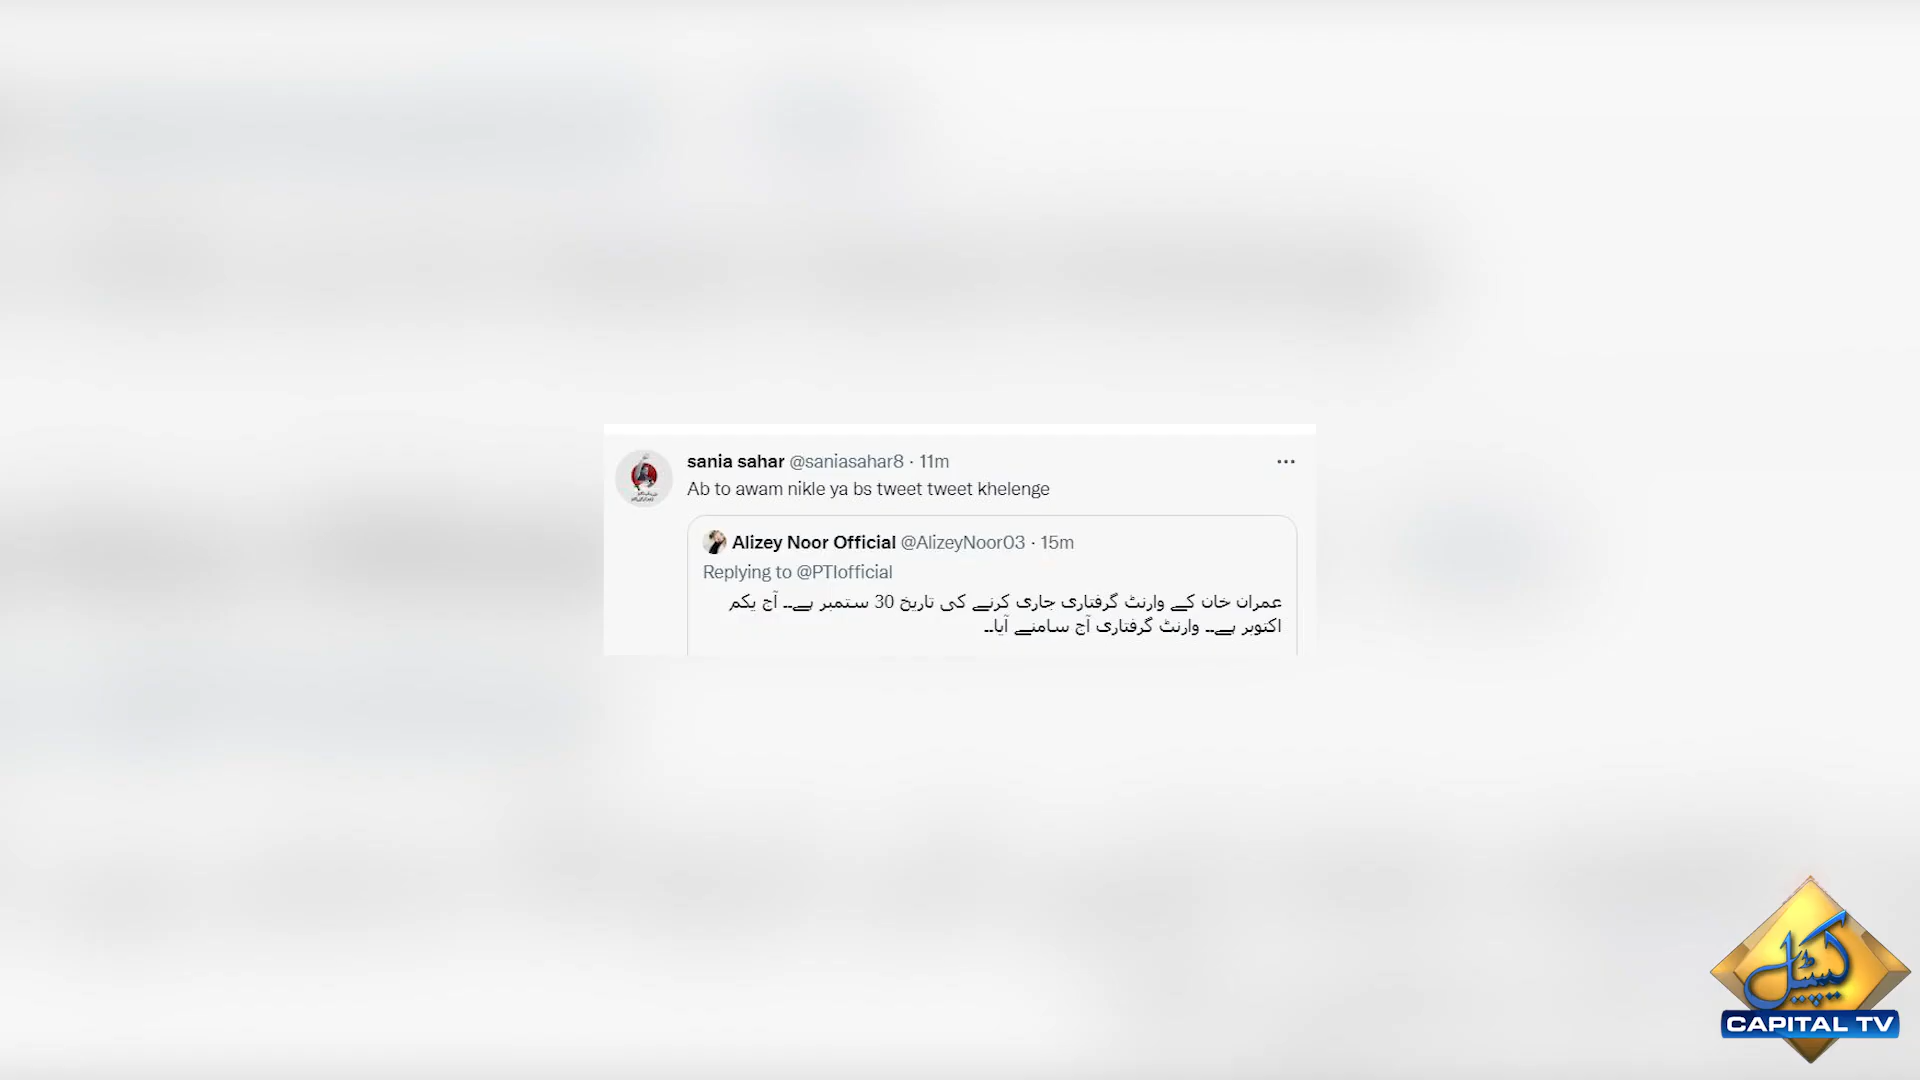 sania sahar @saniasahar8 · 11m
Ab to awam nikle ya bs tweet tweet khelenge
Alizey Noor Official @AlizeyNoor03 · 15m
Replying to @PTIofficial
عمران خان کے وارنٹ گرفتاری جاری کرنے کی تاریخ 30 ستمبر ہے۔۔ آج یکم
اکتوبر ہے۔۔ وارنٹ گرفتاری آج سامنے آیا۔۔
کیپیٹل
CAPITAL TV